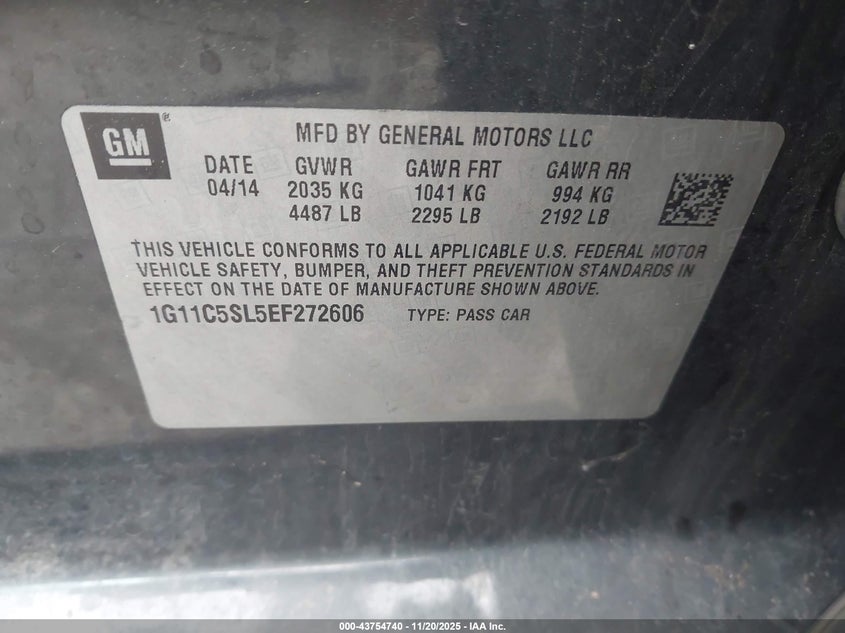 GM ®
MFD BY GENERAL MOTORS LLC
DATE GVWR GAWR FRT GAWR RR
04/14 2035 KG 1041 KG 994 KG
4487 LB 2295 LB 2192 LB
THIS VEHICLE CONFORMS TO ALL APPLICABLE U.S. FEDERAL MOTOR
VEHICLE SAFETY, BUMPER, AND THEFT PREVENTION STANDARDS IN
EFFECT ON THE DATE OF MANUFACTURE SHOWN ABOVE.
1G11C5SL5EF272606 TYPE: PASS CAR
000-43754740 - 11/20/2025 - IAA Inc.